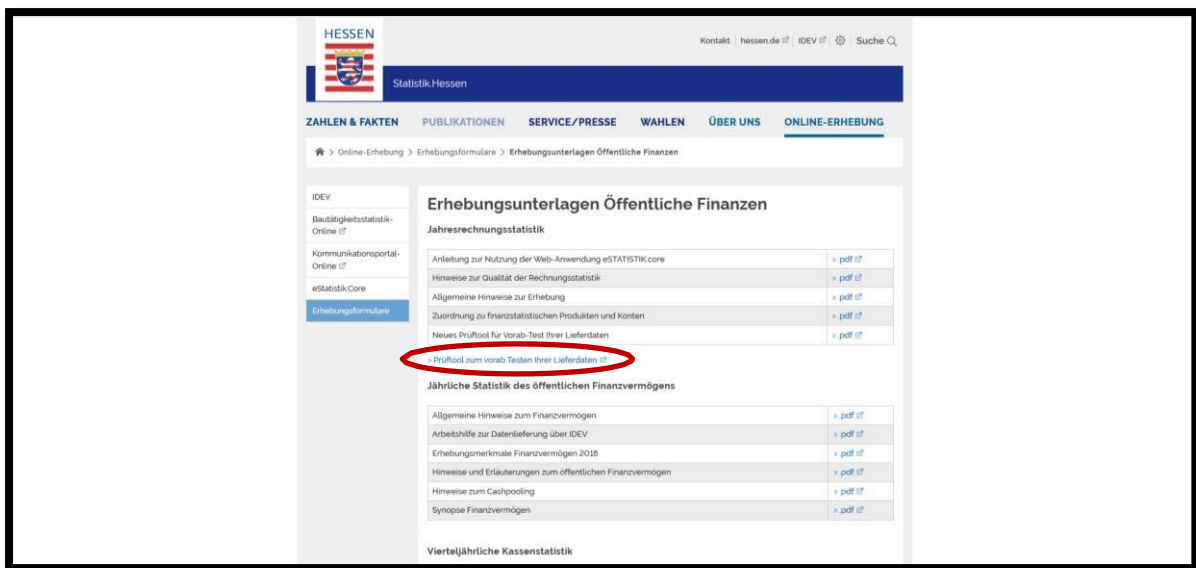 HESSEN
Kontakt hessen.de IDEV Suche
Statistik.Hessen
ZAHLEN & FAKTEN PUBLIKATIONEN SERVICE/PRESSE WAHLEN ÜBER UNS ONLINE-ERHEBUNG
> Online-Erhebung > Erhebungsformulare > Erhebungsunterlagen Öffentliche Finanzen
IDEV
Bautätigkeitsstatistik-
Online
Kommunikationsportal-
Online
eStatistik.Core
Erhebungsformulare
Erhebungsunterlagen Öffentliche Finanzen
Jahresrechnungsstatistik
Anleitung zur Nutzung der Web-Anwendung eSTATISTIK.core » pdf
Hinweise zur Qualität der Rechnungsstatistik » pdf
Allgemeine Hinweise zur Erhebung » pdf
Zuordnung zu finanzstatistischen Produkten und Konten » pdf
Neues Prüftool für Vorab-Test Ihrer Lieferdaten » pdf
» Prüftool zum vorab Testen Ihrer Lieferdaten
Jährliche Statistik des öffentlichen Finanzvermögens
Allgemeine Hinweise zum Finanzvermögen » pdf
Arbeitshilfe zur Datenlieferung über IDEV » pdf
Erhebungsmerkmale Finanzvermögen 2018 » pdf
Hinweise und Erläuterungen zum öffentlichen Finanzvermögen » pdf
Hinweise zum Cashpooling » pdf
Synopse Finanzvermögen » pdf
Vierteljährliche Kassenstatistik